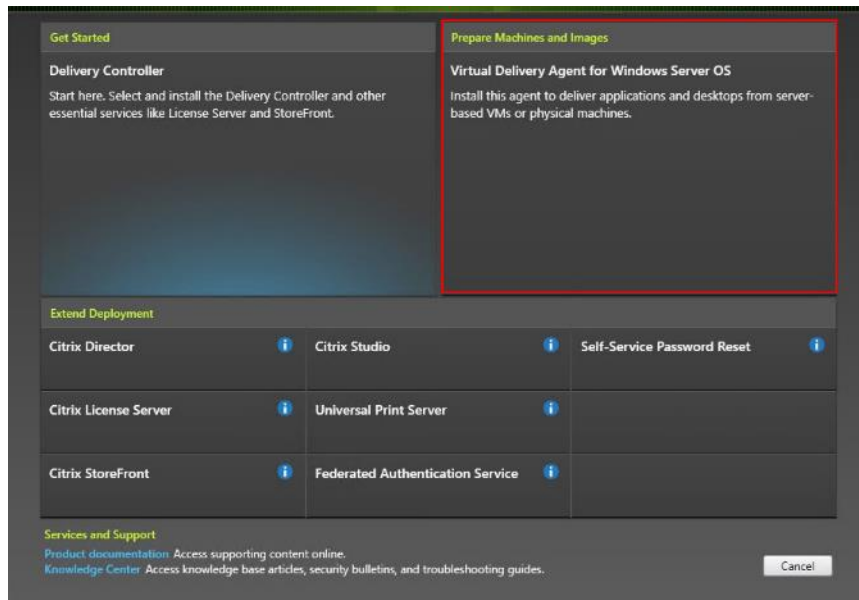 Get Started
Delivery Controller
Start here. Select and install the Delivery Controller and other
essential services like License Server and StoreFront.
Prepare Machines and Images
Virtual Delivery Agent for Windows Server OS
Install this agent to deliver applications and desktops from server-
based VMs or physical machines.
Extend Deployment
Citrix Director
Citrix Studio
Self-Service Password Reset
Citrix License Server
Universal Print Server
Citrix StoreFront
Federated Authentication Service
Services and Support
Product documentation Access supporting content online.
Knowledge Center Access knowledge base articles, security bulletins, and troubleshooting guides.
Cancel